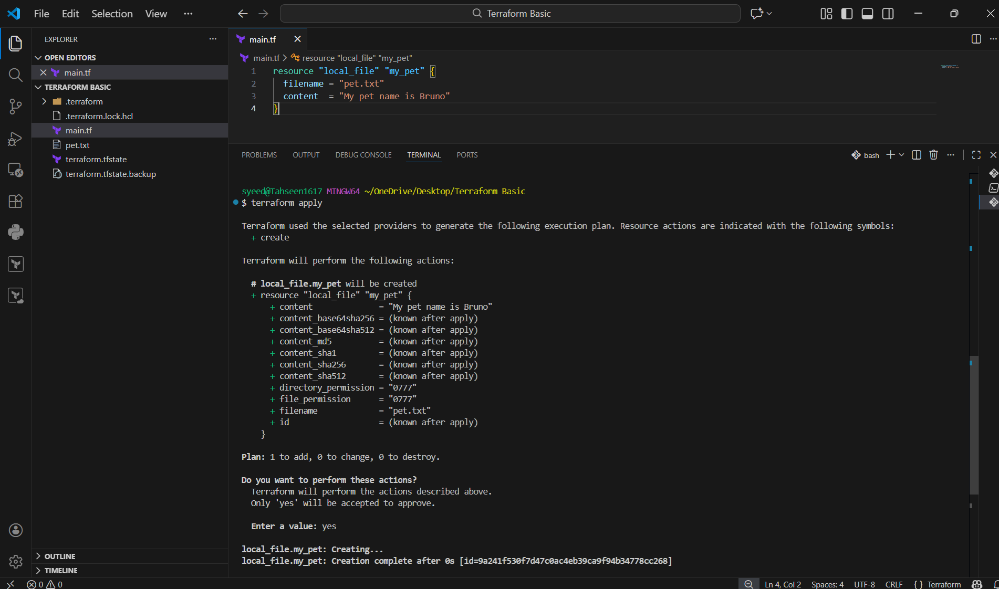 File Edit Selection View ···
Terraform Basic
EXPLORER
OPEN EDITORS
main.tf
TERRAFORM BASIC
.terraform
.terraform.lock.hcl
main.tf
pet.txt
terraform.tfstate
terraform.tfstate.backup
OUTLINE
TIMELINE
main.tf
main.tf > resource "local_file" "my_pet"
1 resource "local_file" "my_pet" {
2   filename = "pet.txt"
3   content  = "My pet name is Bruno"
4 }
PROBLEMS OUTPUT DEBUG CONSOLE TERMINAL PORTS
bash
syeed@Tahseen1617 MINGW64 ~/OneDrive/Desktop/Terraform Basic
$ terraform apply
Terraform used the selected providers to generate the following execution plan. Resource actions are indicated with the following symbols:
  + create
Terraform will perform the following actions:
  # local_file.my_pet will be created
  + resource "local_file" "my_pet" {
      + content              = "My pet name is Bruno"
      + content_base64sha256 = (known after apply)
      + content_base64sha512 = (known after apply)
      + content_md5          = (known after apply)
      + content_sha1         = (known after apply)
      + content_sha256       = (known after apply)
      + content_sha512       = (known after apply)
      + directory_permission = "0777"
      + file_permission      = "0777"
      + filename             = "pet.txt"
      + id                   = (known after apply)
    }
Plan: 1 to add, 0 to change, 0 to destroy.
Do you want to perform these actions?
  Terraform will perform the actions described above.
  Only 'yes' will be accepted to approve.
  Enter a value: yes
local_file.my_pet: Creating...
local_file.my_pet: Creation complete after 0s [id=9a241f530f7d47c0ac4eb39ca9f94b34778cc268]
0 0
Ln 4, Col 2 Spaces: 4 UTF-8 CRLF {} Terraform